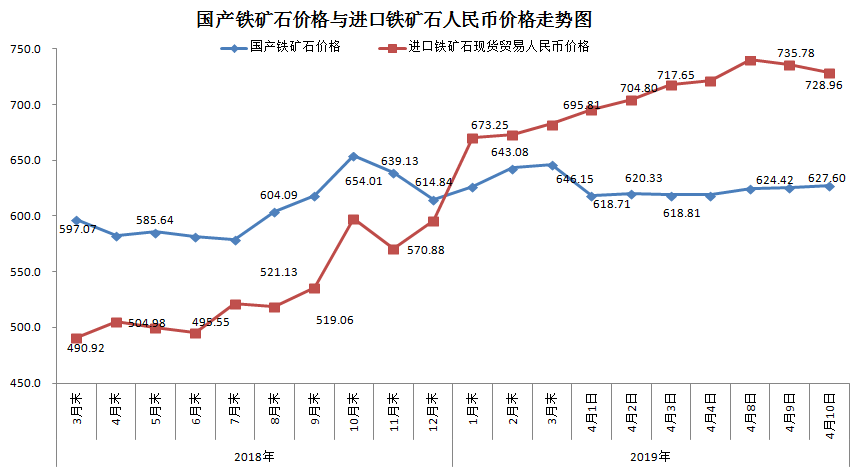 国产铁矿石价格与进口铁矿石人民币价格走势图
国产铁矿石价格 进口铁矿石现货贸易人民币价格
750.0
700.0
650.0
600.0
550.0
500.0
450.0
597.07 585.64 604.09 654.01 639.13 614.84 643.08 646.15 618.71 620.33 618.81 624.42 627.60
490.92 504.98 495.55 521.13 519.06 570.88 673.25 695.81 704.80 717.65 735.78 728.96
3月末 4月末 5月末 6月末 7月末 8月末 9月末 10月末 11月末 12月末 1月末 2月末 3月末 4月1日 4月2日 4月3日 4月4日 4月8日 4月9日 4月10日
2018年 2019年